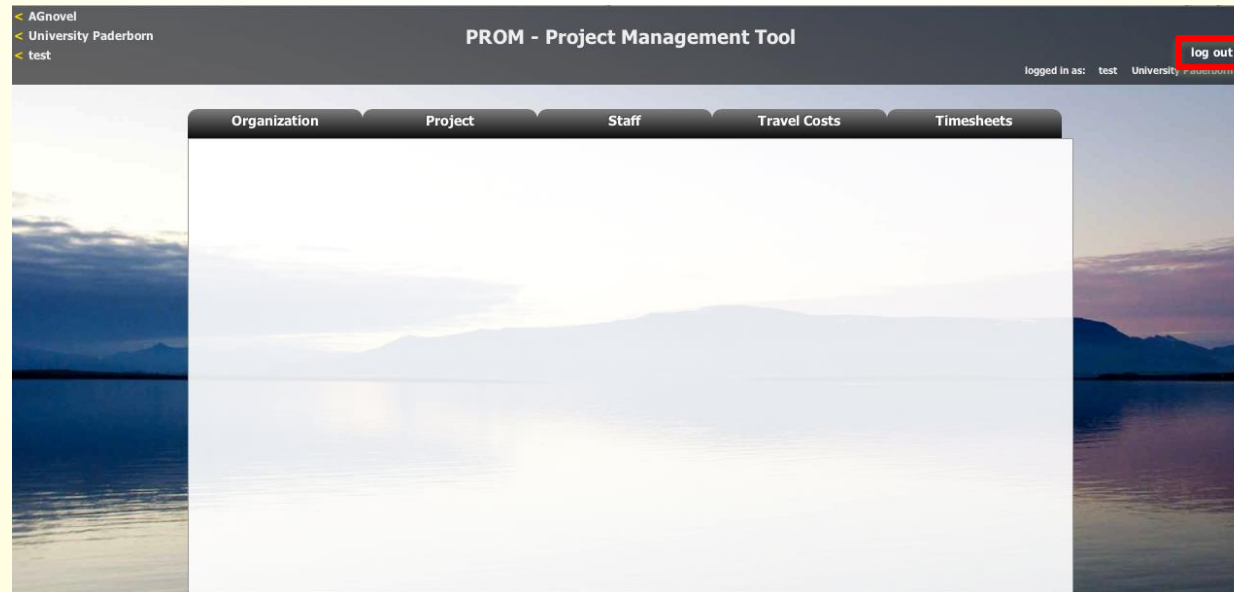 < AGnovel
< University Paderborn
< test
PROM - Project Management Tool
log out
logged in as: test University Paderborn
Organization Project Staff Travel Costs Timesheets